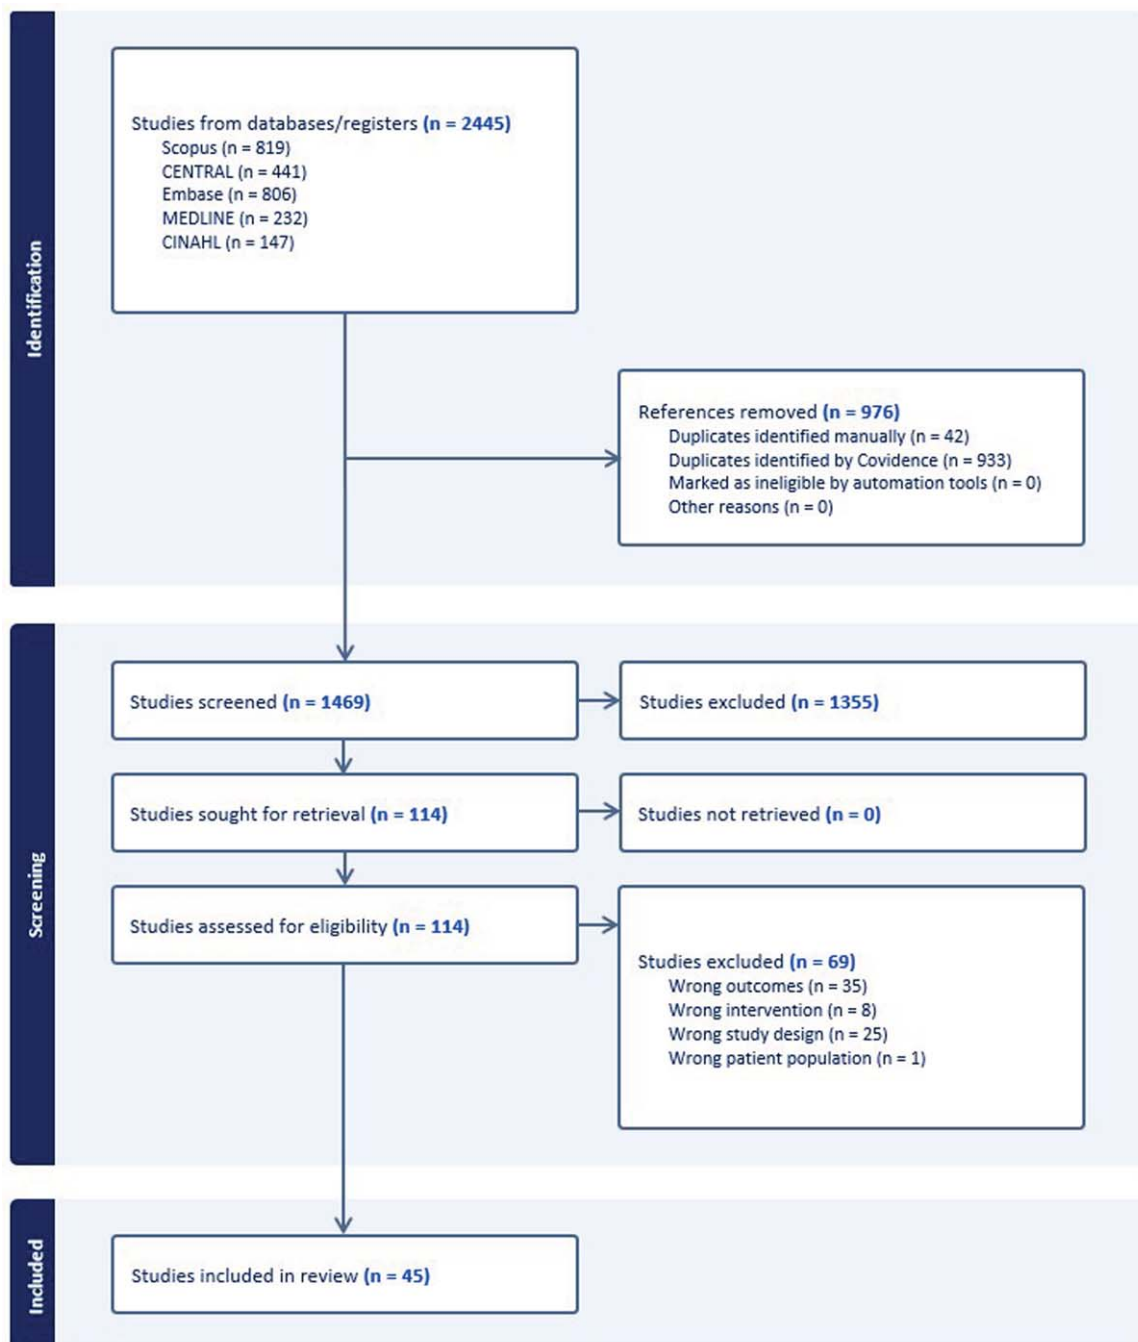 Identification
Studies from databases/registers (n = 2445)
Scopus (n = 819)
CENTRAL (n = 441)
Embase (n = 806)
MEDLINE (n = 232)
CINAHL (n = 147)
References removed (n = 976)
Duplicates identified manually (n = 42)
Duplicates identified by Covidence (n = 933)
Marked as ineligible by automation tools (n = 0)
Other reasons (n = 0)
Screening
Studies screened (n = 1469)
Studies excluded (n = 1355)
Studies sought for retrieval (n = 114)
Studies not retrieved (n = 0)
Studies assessed for eligibility (n = 114)
Studies excluded (n = 69)
Wrong outcomes (n = 35)
Wrong intervention (n = 8)
Wrong study design (n = 25)
Wrong patient population (n = 1)
Included
Studies included in review (n = 45)